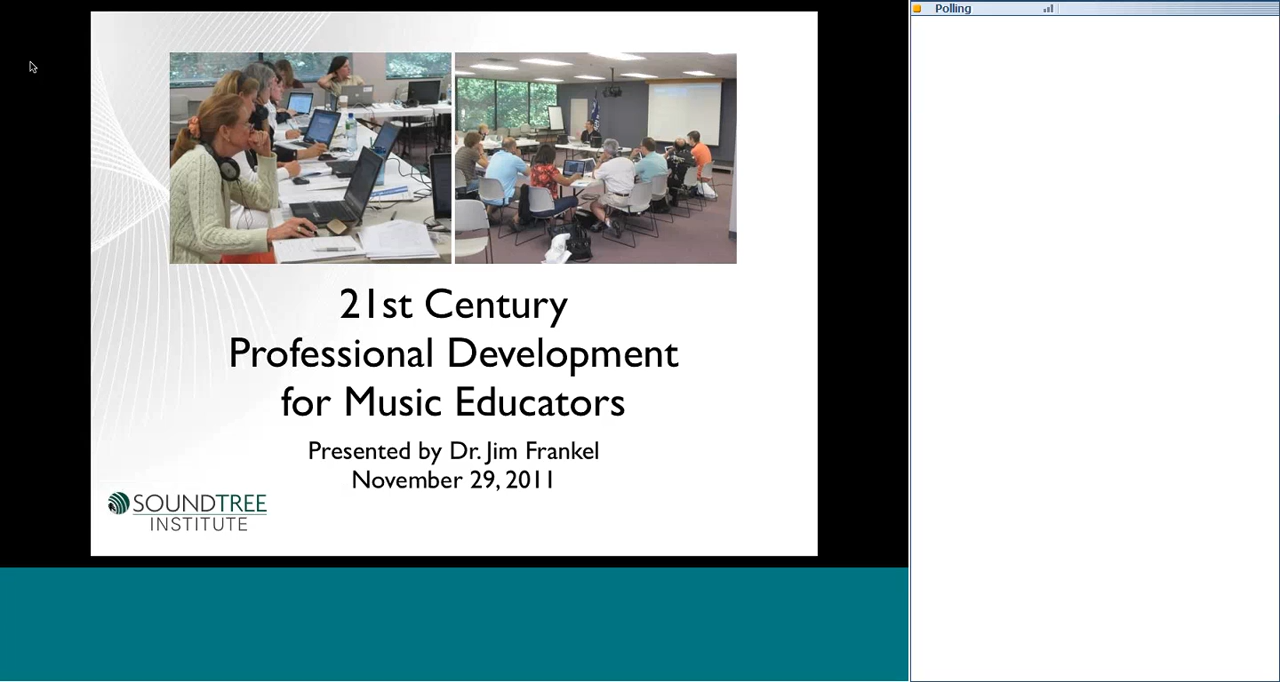 Polling
21st Century
Professional Development
for Music Educators
Presented by Dr. Jim Frankel
November 29, 2011
SOUNDTREE
INSTITUTE